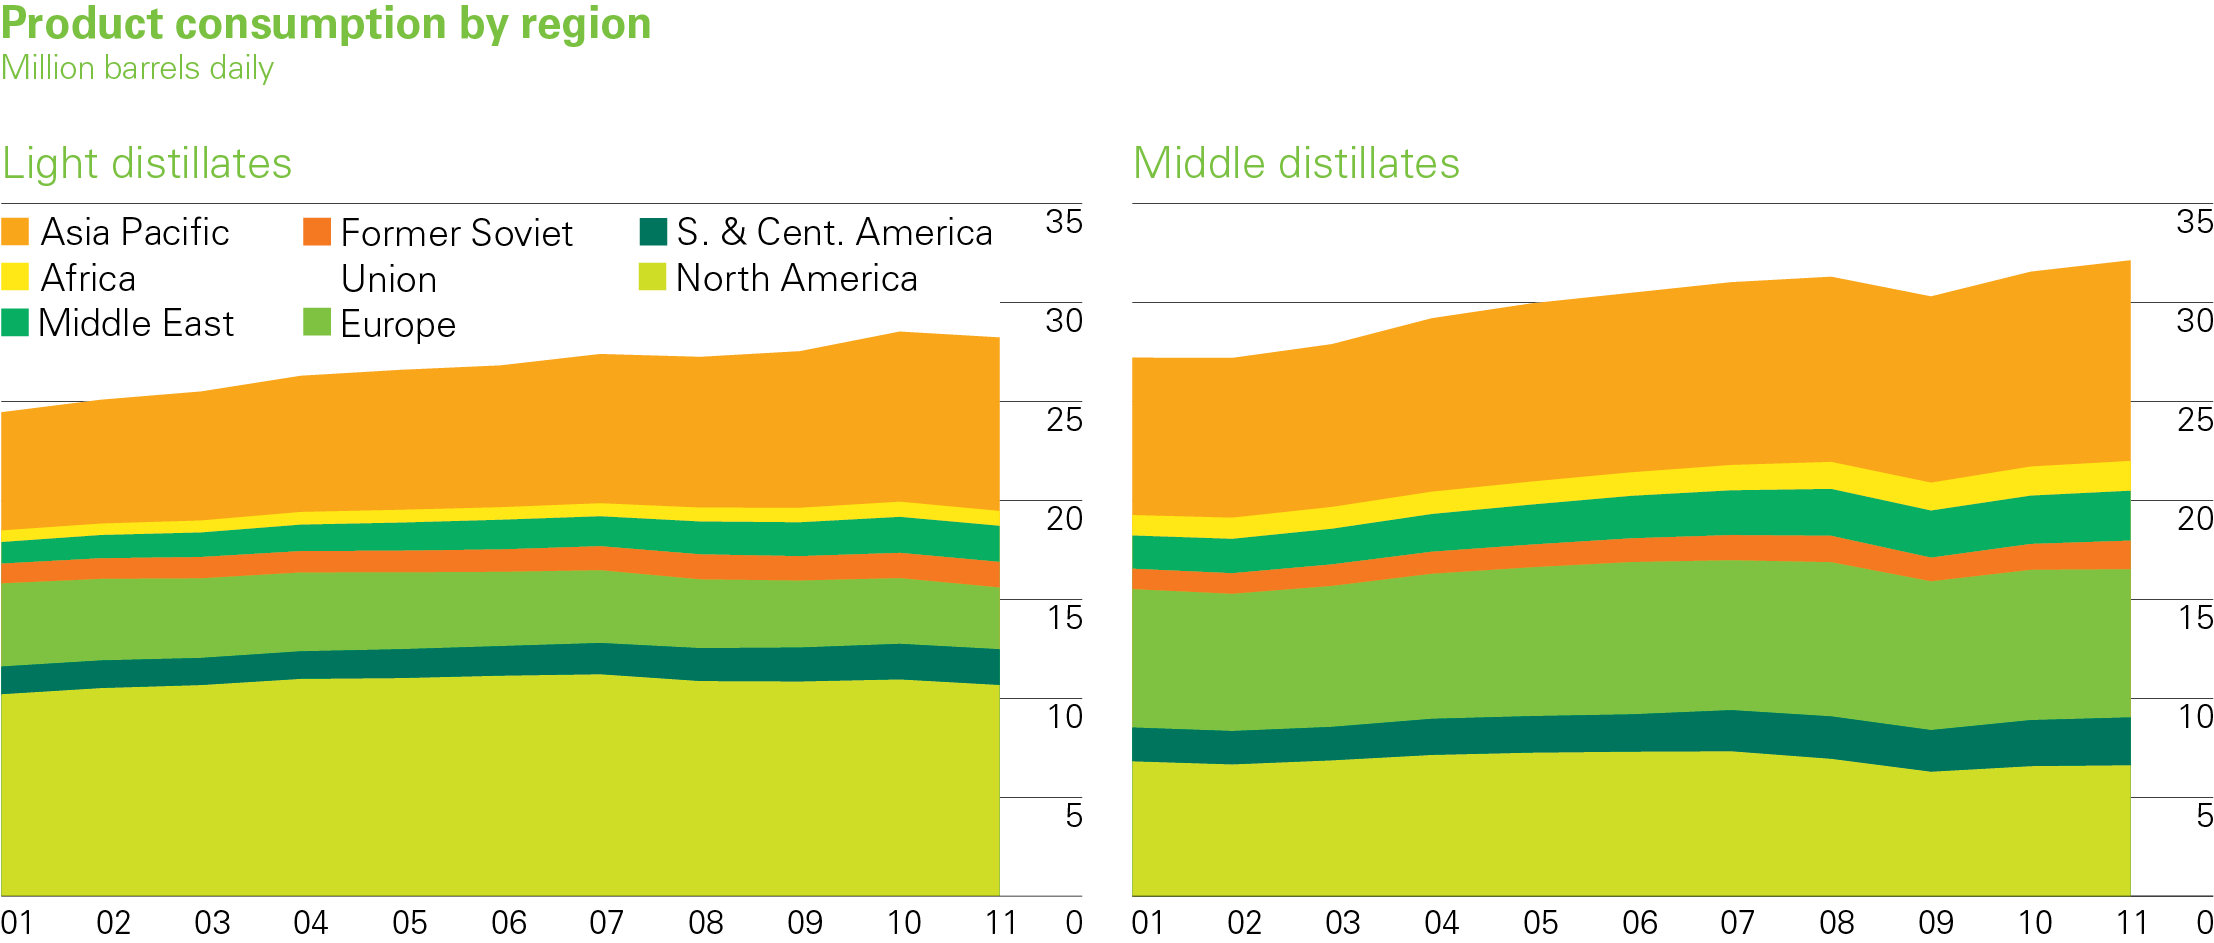 Product consumption by region
Million barrels daily
Light distillates
Asia Pacific
Africa
Middle East
Former Soviet
Union
Europe
S. & Cent. America
North America
35
30
25
20
15
10
5
0
01 02 03 04 05 06 07 08 09 10 11
Middle distillates
35
30
25
20
15
10
5
0
01 02 03 04 05 06 07 08 09 10 11